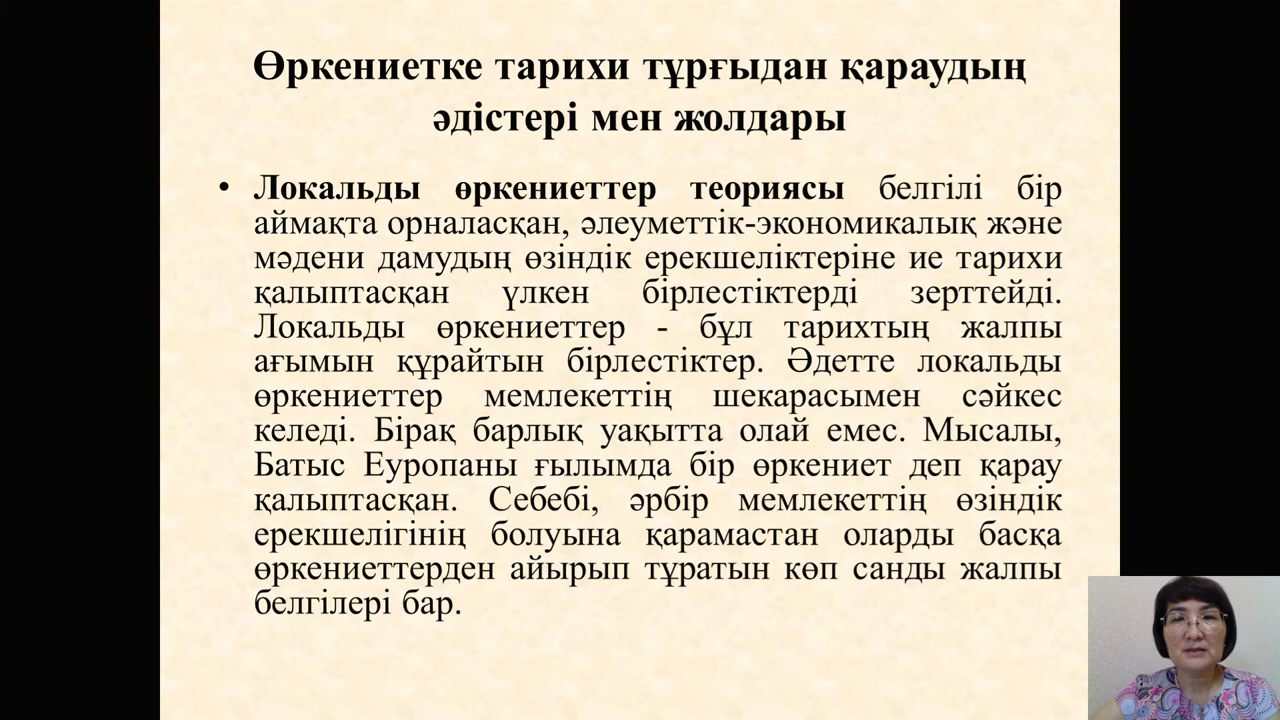 Өркениетке тарихи тұрғыдан қараудың
әдістері мен жолдары
• Локальды өркениеттер теориясы белгілі бір
аймақта орналасқан, әлеуметтік-экономикалық және
мәдени дамудың өзіндік ерекшеліктеріне ие тарихи
қалыптасқан үлкен бірлестіктерді зерттейді.
Локальды өркениеттер - бұл тарихтың жалпы
ағымын құрайтын бірлестіктер. Әдетте локальды
өркениеттер мемлекеттің шекарасымен сәйкес
келеді. Бірақ барлық уақытта олай емес. Мысалы,
Батыс Еуропаны ғылымда бір өркениет деп қарау
қалыптасқан. Себебі, әрбір мемлекеттің өзіндік
ерекшелігінің болуына қарамастан оларды басқа
өркениеттерден айырып тұратын көп санды жалпы
белгілері бар.